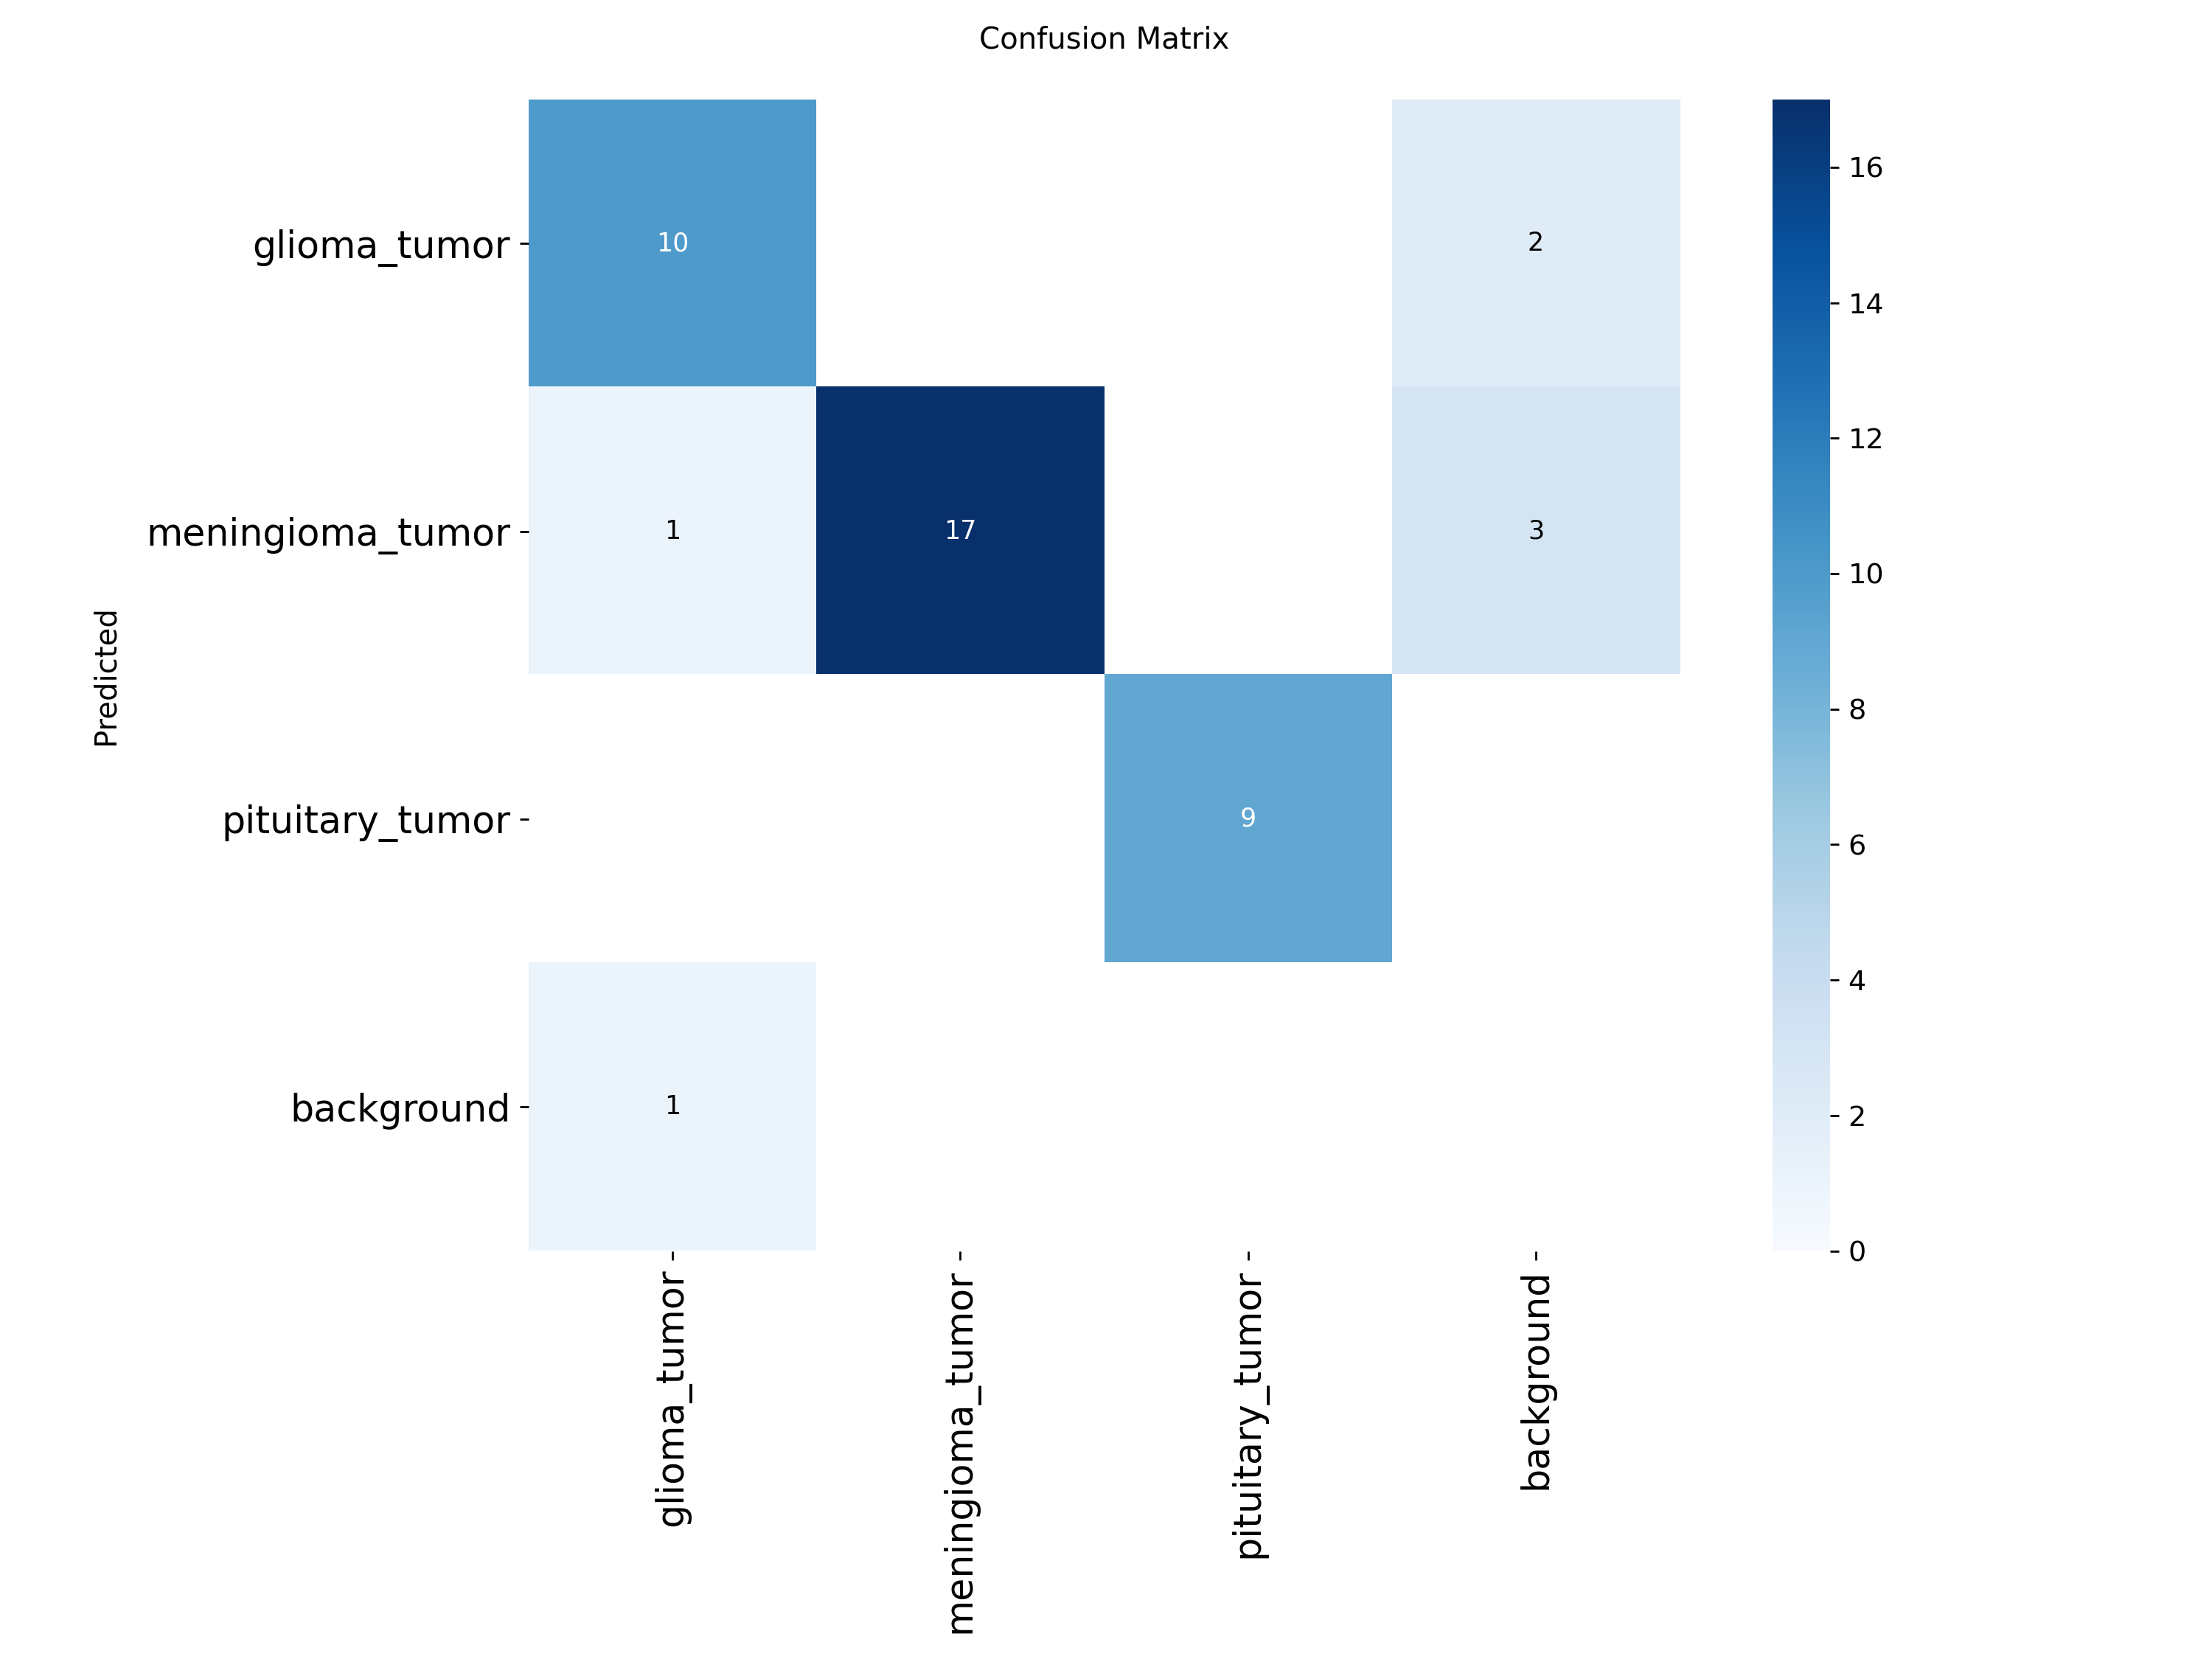 Confusion Matrix
glioma_tumor
10
2
16
14
meningioma_tumor
1
17
3
12
10
Predicted
pituitary_tumor
9
8
6
background
1
4
2
0
glioma_tumor
meningioma_tumor
pituitary_tumor
background